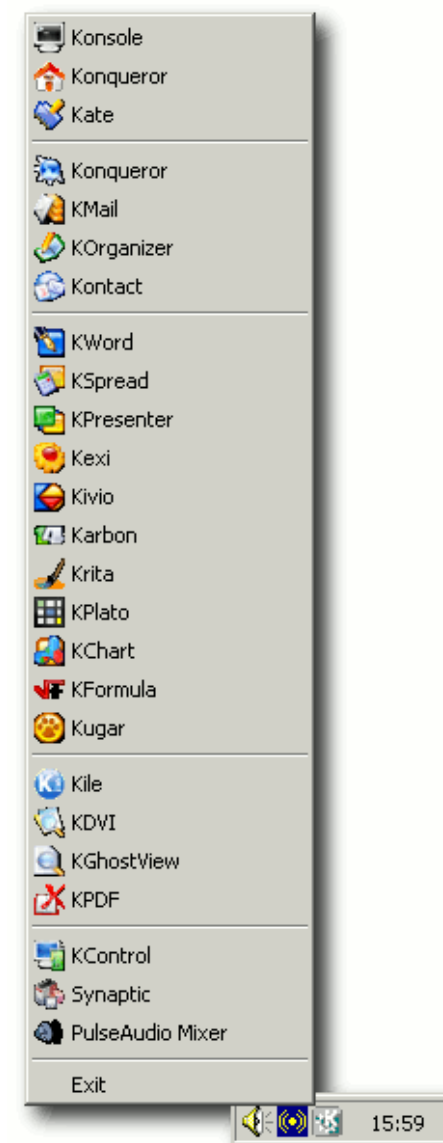 Konsole
Konqueror
Kate
Konqueror
KMail
KOrganizer
Kontact
KWord
KSpread
KPresenter
Kexi
Kivio
Karbon
Krita
KPlato
KChart
KFormula
Kugar
Kile
KDVI
KGhostView
KPDF
KControl
Synaptic
PulseAudio Mixer
Exit
15:59